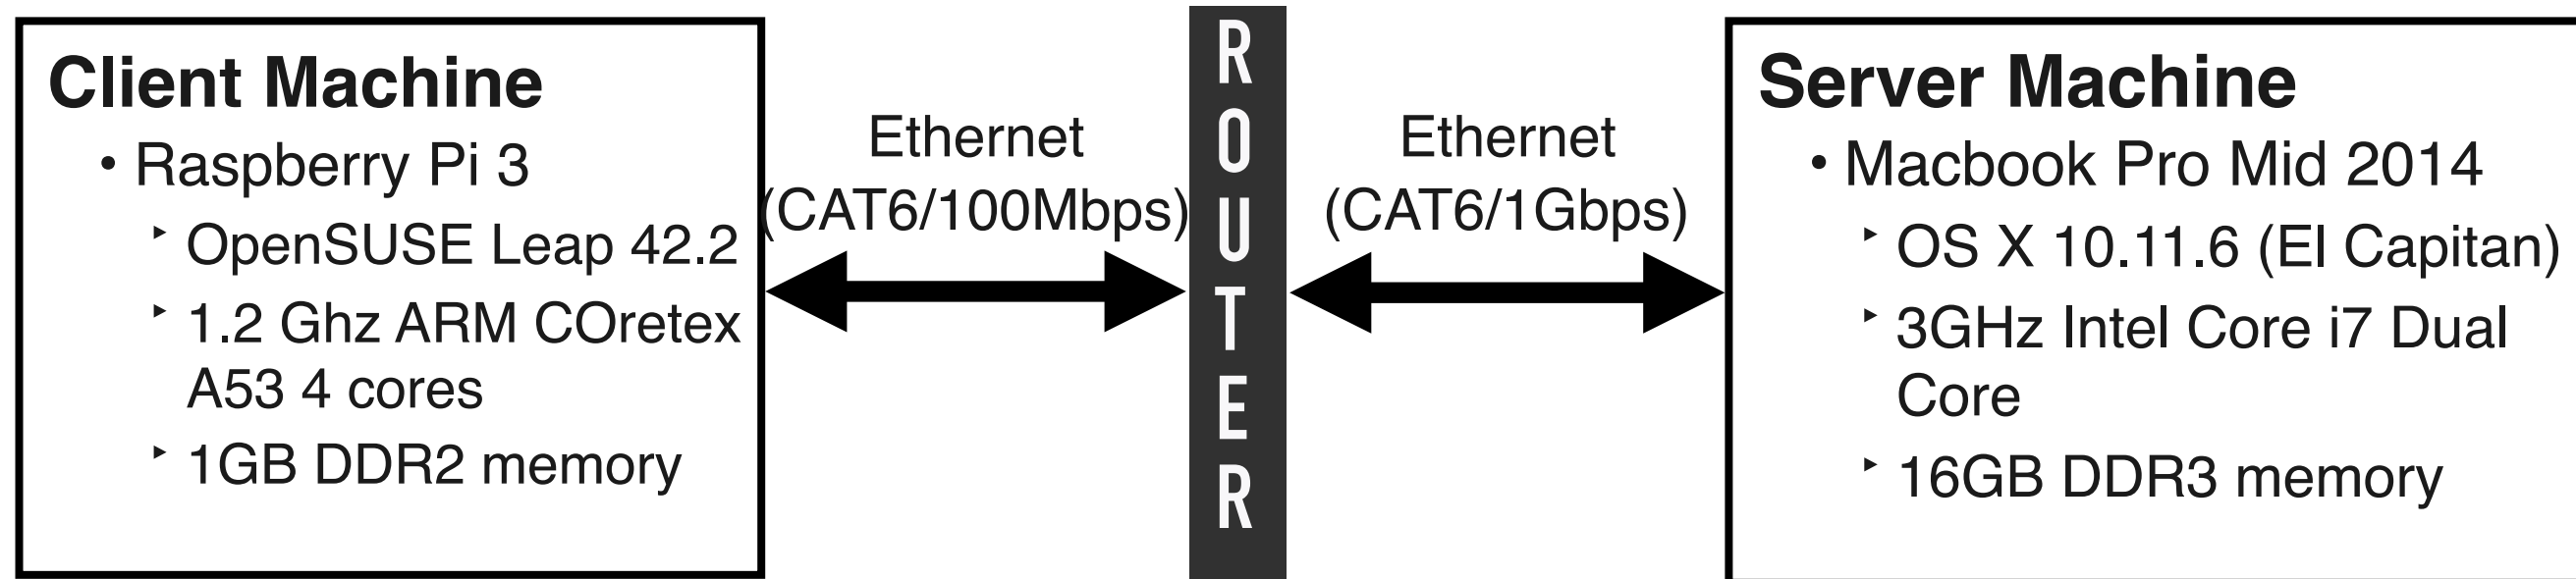 Client Machine
• Raspberry Pi 3
‣ OpenSUSE Leap 42.2
‣ 1.2 Ghz ARM COretex
A53 4 cores
‣ 1GB DDR2 memory
Ethernet
(CAT6/100Mbps)
ROUTER
Ethernet
(CAT6/1Gbps)
Server Machine
• Macbook Pro Mid 2014
‣ OS X 10.11.6 (El Capitan)
‣ 3GHz Intel Core i7 Dual
Core
‣ 16GB DDR3 memory